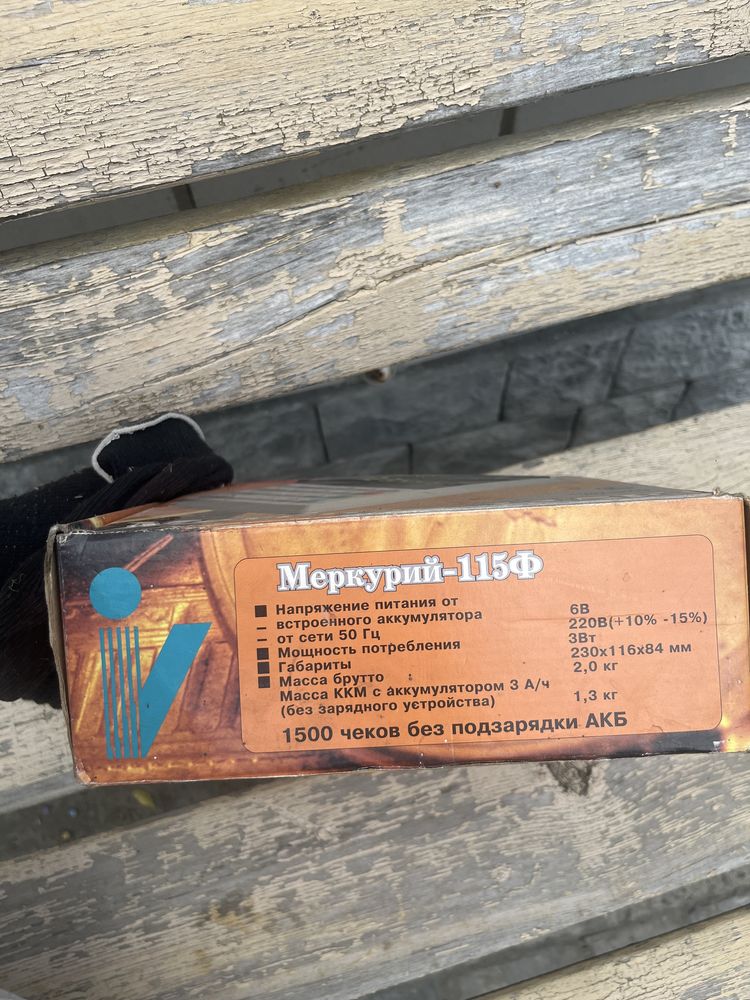 Меркурий-115Ф
■ Напряжение питания от
– встроенного аккумулятора 6В
– от сети 50 Гц 220В(+10% -15%)
■ Мощность потребления 3Вт
■ Габариты 230х116х84 мм
■ Масса брутто 2,0 кг
Масса ККМ с аккумулятором 3 А/ч
(без зарядного устройства) 1,3 кг
1500 чеков без подзарядки АКБ